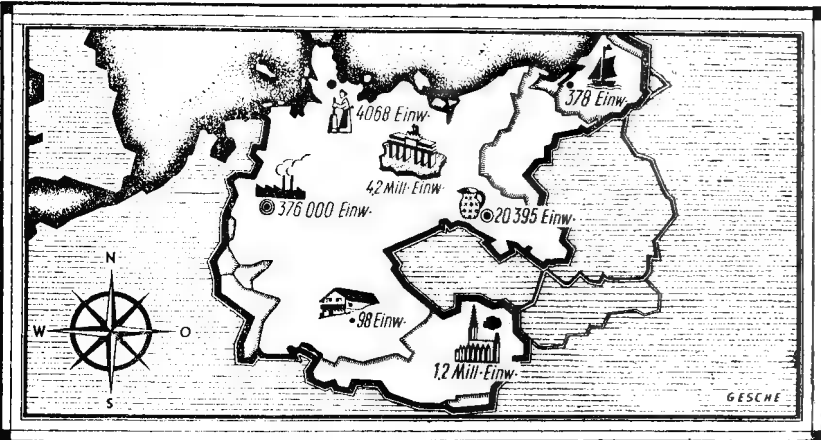 378 Einw.
4068 Einw.
4,2 Mill. Einw.
376 000 Einw.
20 395 Einw.
N
W
O
S
98 Einw.
1,2 Mill. Einw.
GESCHE